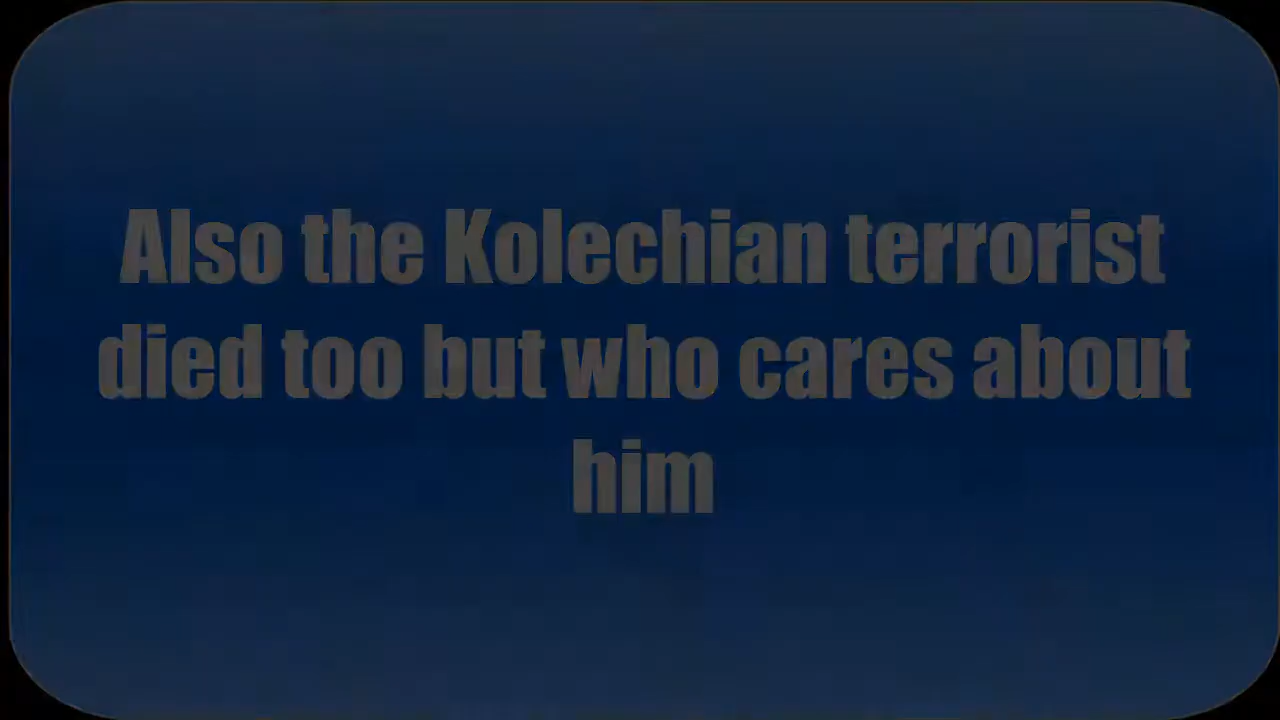 Also the Kolechian terrorist
died too but who cares about
him